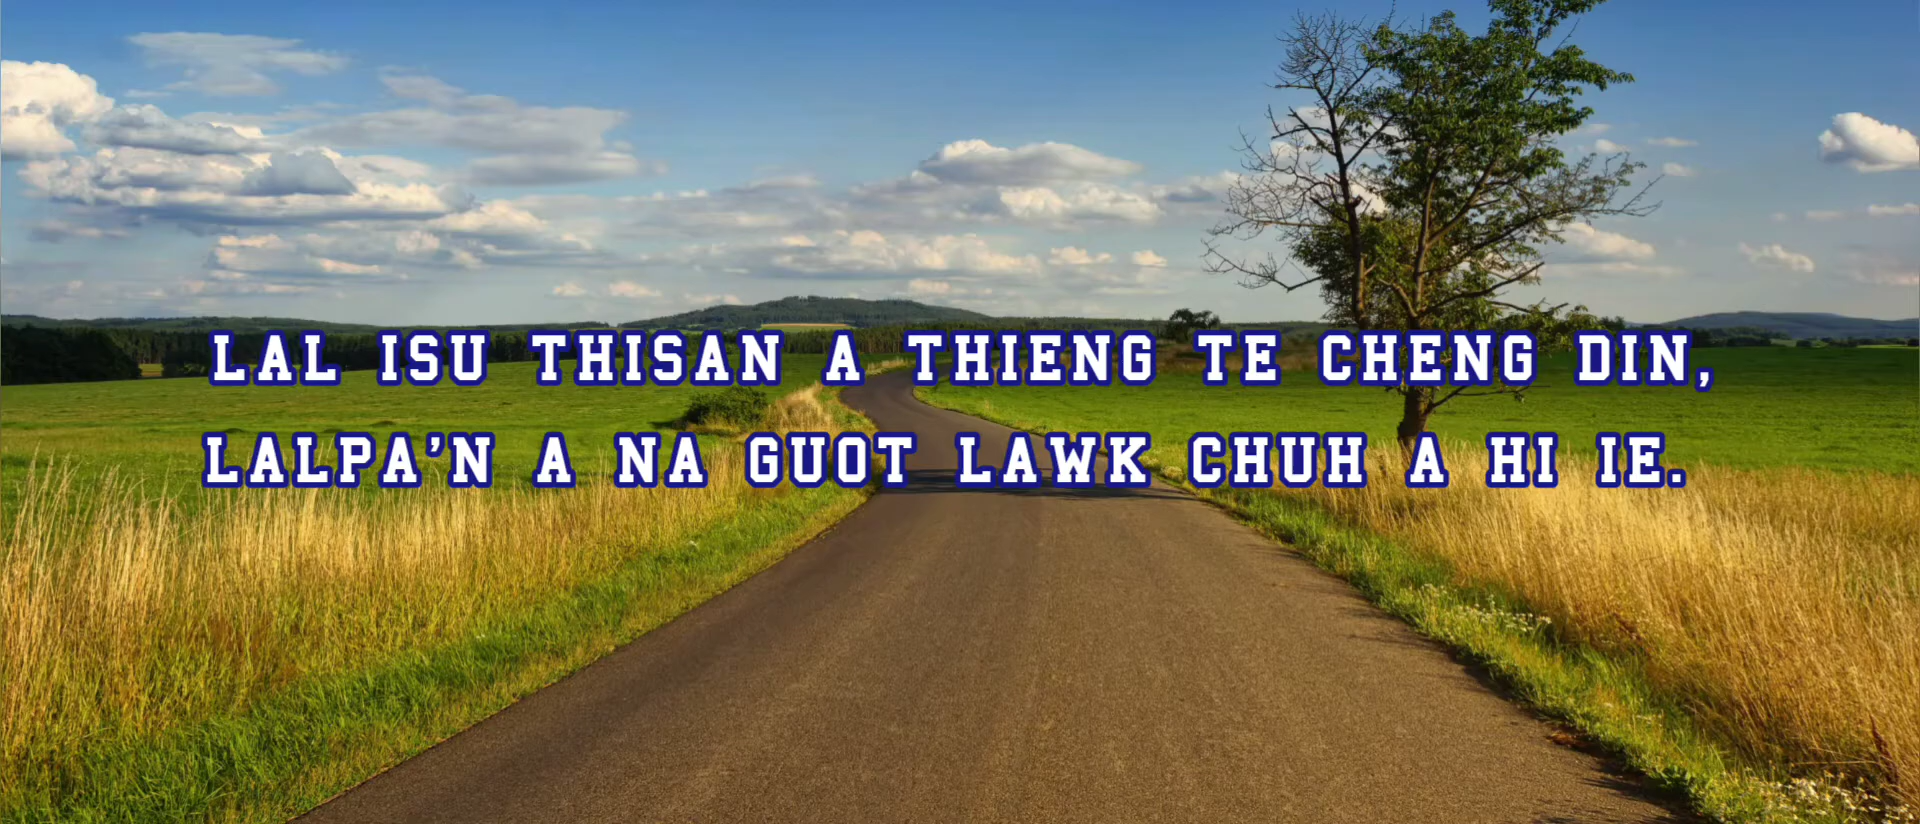 LAL ISU THISAN A THIENG TE CHENG DIN,
LALPA'N A NA GUOT LAWK CHUH A HI IE.